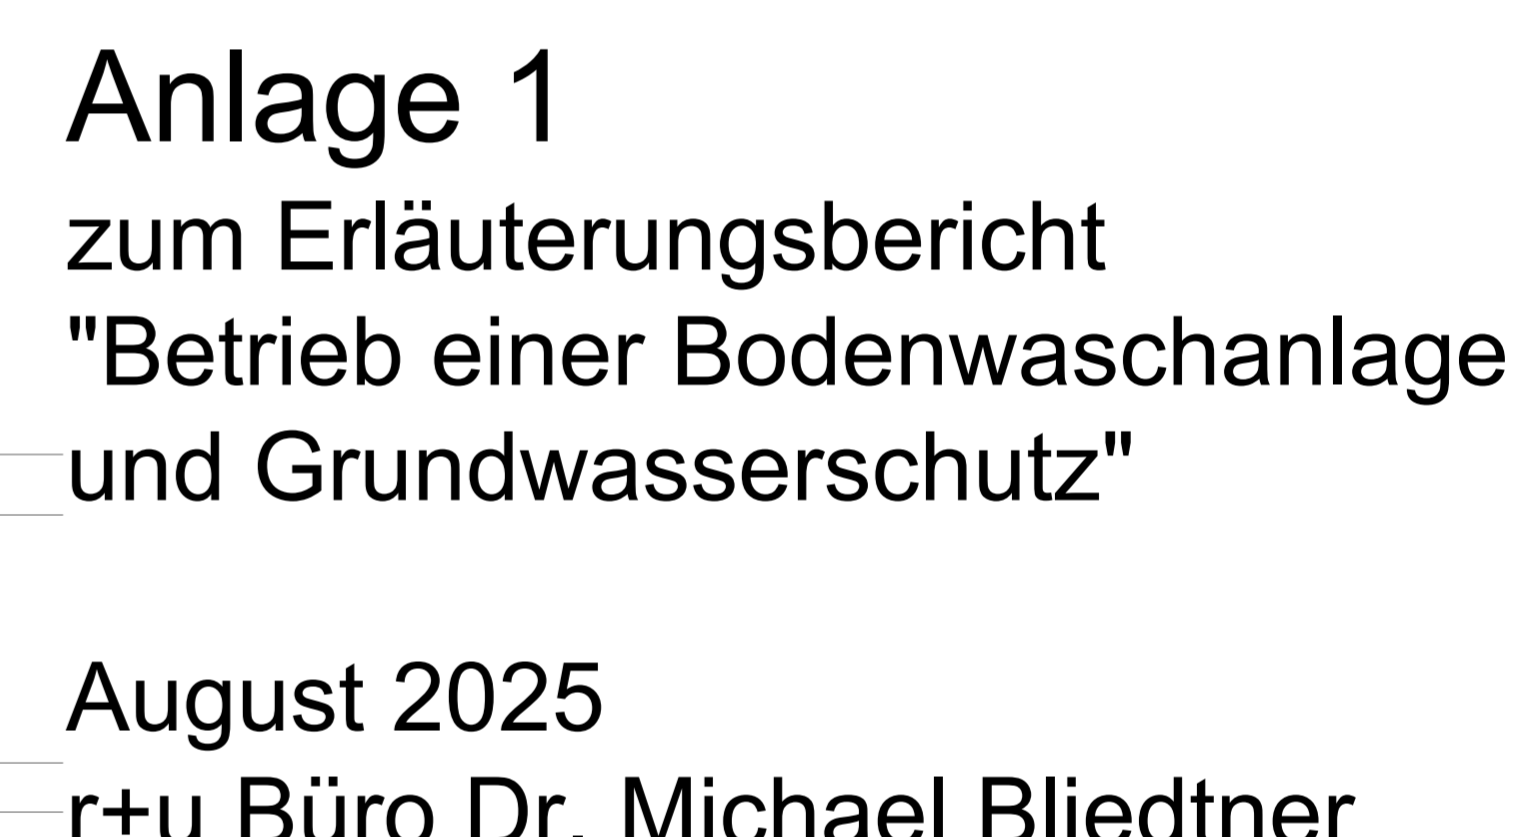 Anlage 1
zum Erläuterungsbericht
"Betrieb einer Bodenwaschanlage
und Grundwasserschutz"
August 2025
r+u Büro Dr. Michael Bliedtner